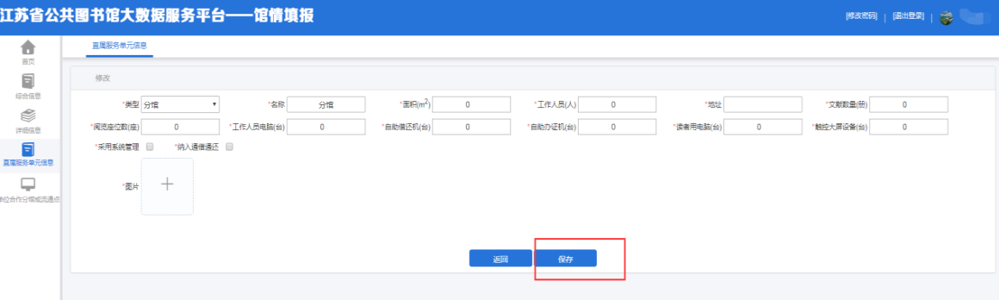 江苏省公共图书馆大数据服务平台——馆情填报
[修改密码] | [退出登录] |
首页
综合信息
详细信息
直属服务单元信息
单位合作分馆或流通点
直属服务单元信息
修改
*类型 分馆 *名称 分馆 *面积(m²) 0 *工作人员(人) 0 *地址 *文献数量(册) 0
*阅览座位数(座) 0 *工作人员电脑(台) 0 *自助借还机(台) 0 *自助办证机(台) 0 *读者用电脑(台) 0 *触控大屏设备(台) 0
*采用系统管理 *纳入通借通还
*图片 +
返回 保存